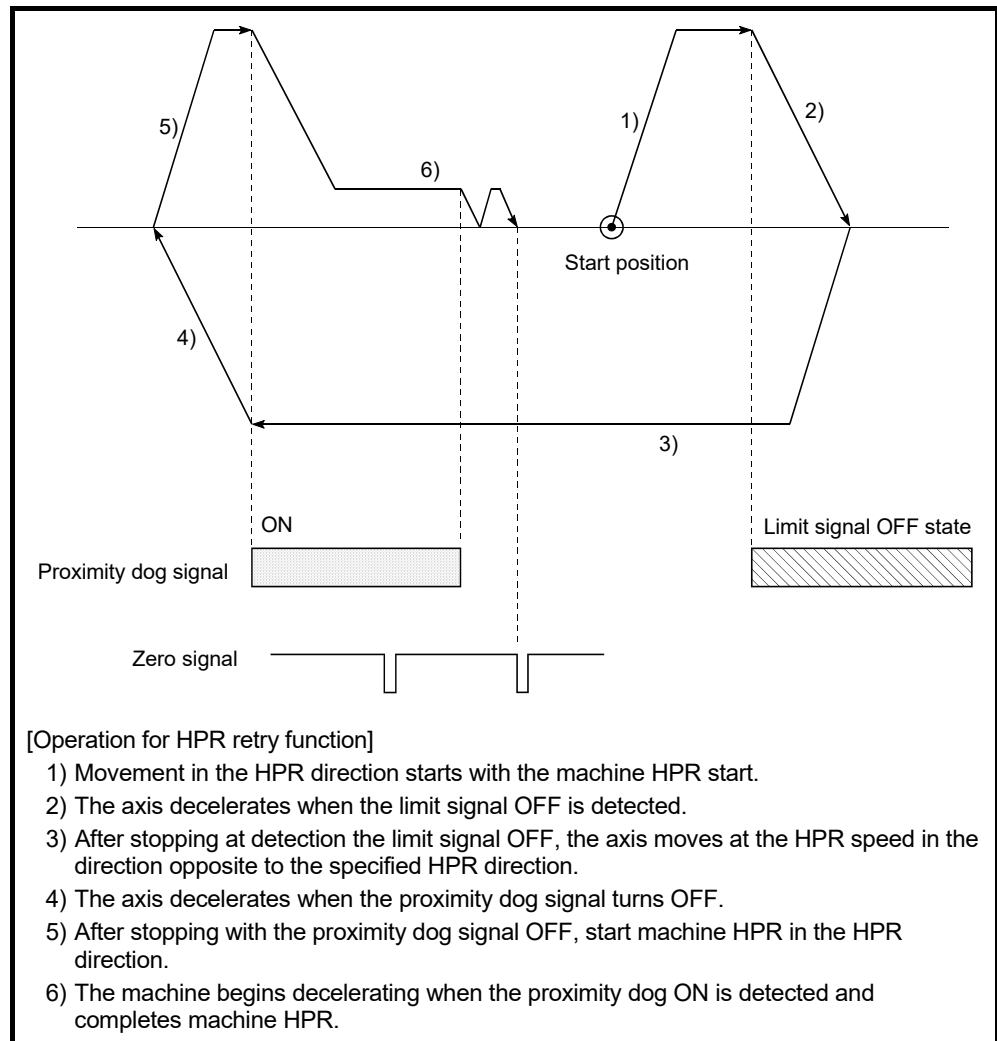 5)
6)
1)
2)
Start position
4)
3)
ON
Limit signal OFF state
Proximity dog signal
Zero signal
[Operation for HPR retry function]
1) Movement in the HPR direction starts with the machine HPR start.
2) The axis decelerates when the limit signal OFF is detected.
3) After stopping at detection the limit signal OFF, the axis moves at the HPR speed in the
direction opposite to the specified HPR direction.
4) The axis decelerates when the proximity dog signal turns OFF.
5) After stopping with the proximity dog signal OFF, start machine HPR in the HPR
direction.
6) The machine begins decelerating when the proximity dog ON is detected and
completes machine HPR.